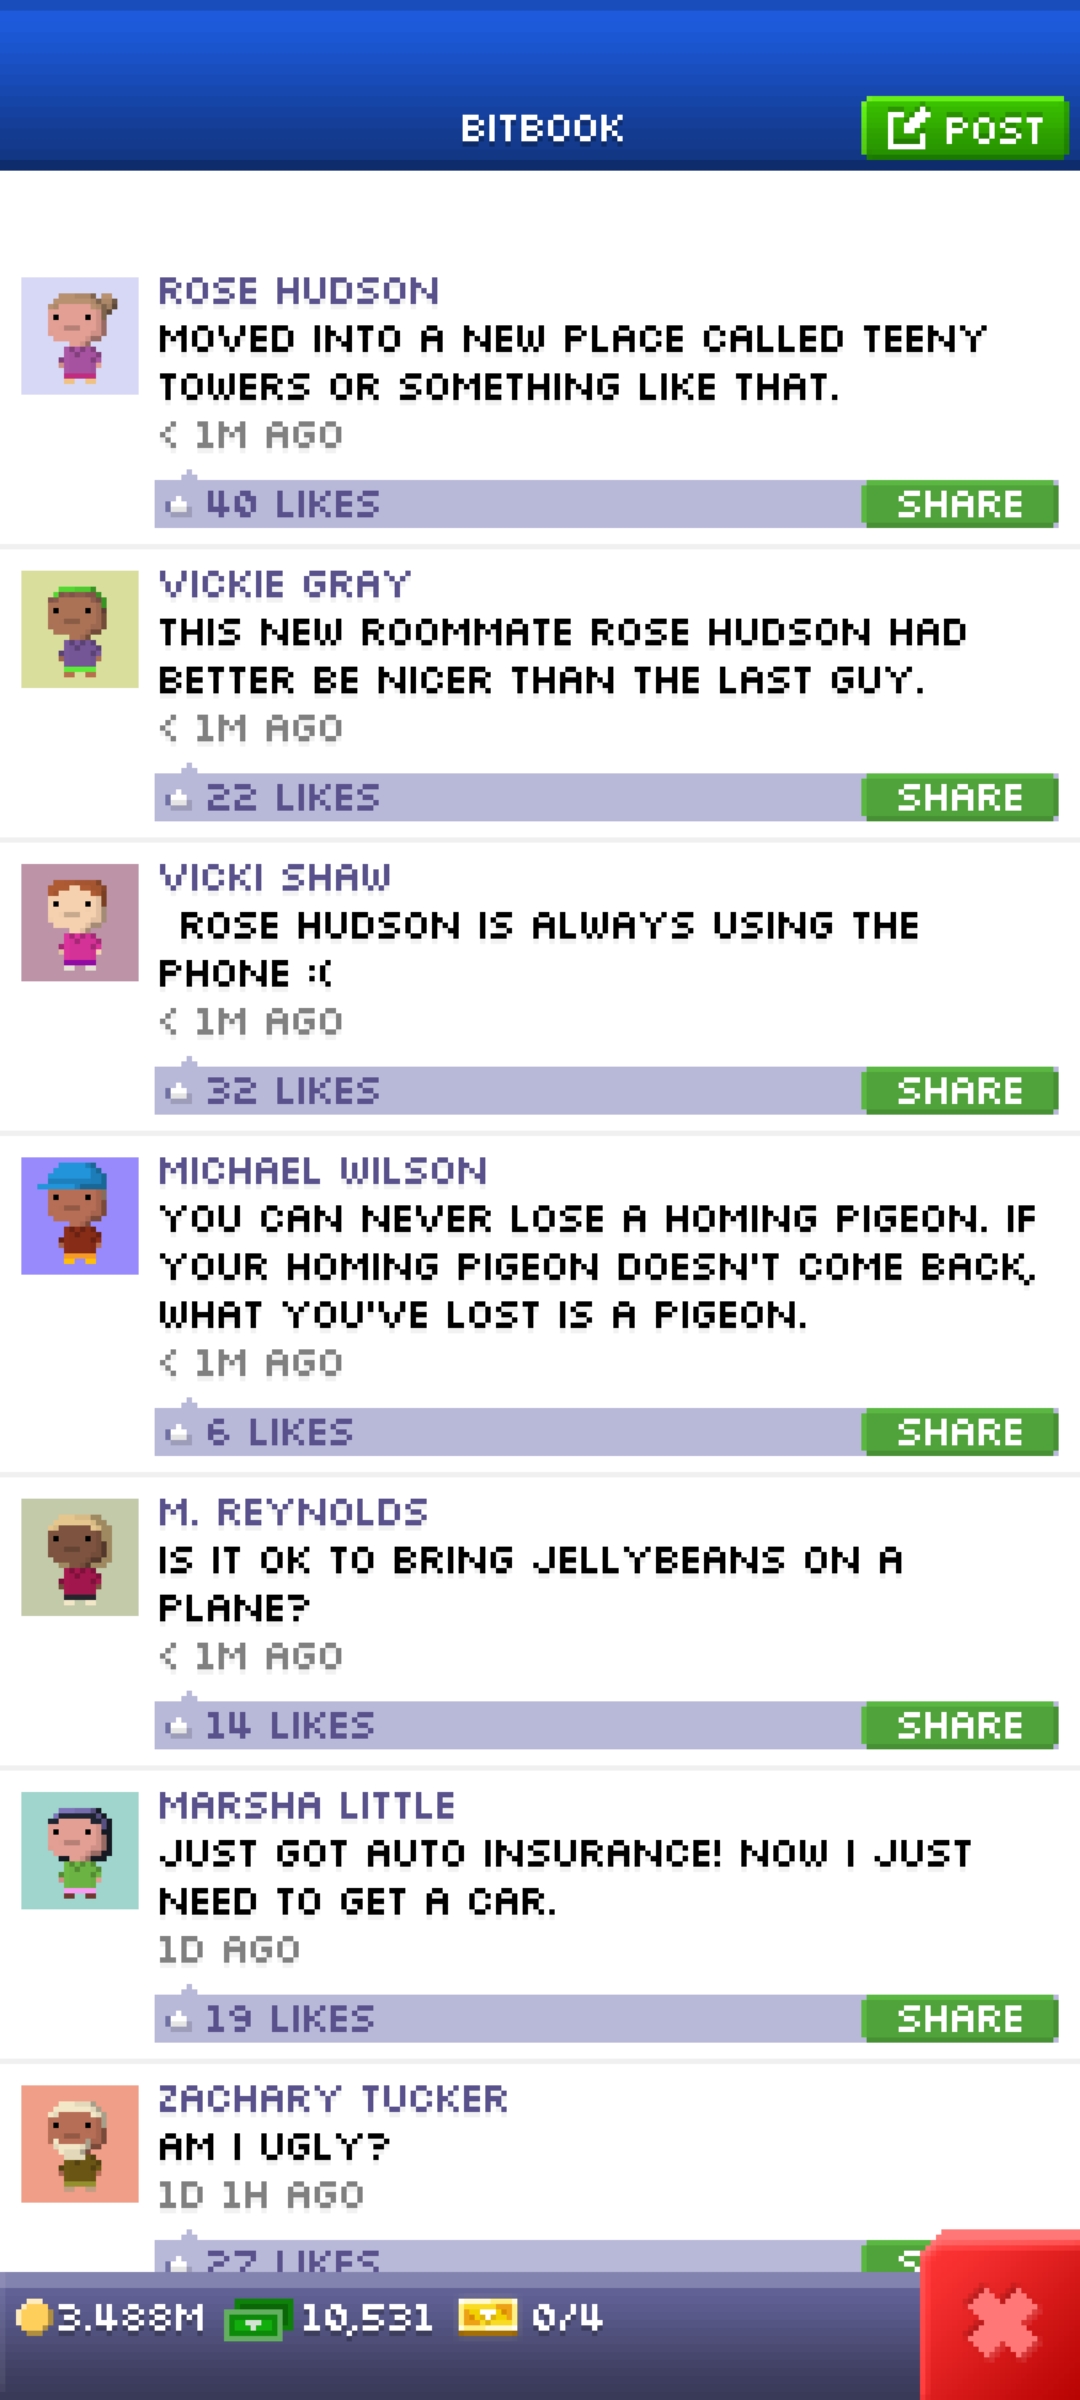 BITBOOK
POST
ROSE HUDSON
MOVED INTO A NEW PLACE CALLED TEENY
TOWERS OR SOMETHING LIKE THAT.
< 1M AGO
40 LIKES
SHARE
VICKIE GRAY
THIS NEW ROOMMATE ROSE HUDSON HAD
BETTER BE NICER THAN THE LAST GUY.
< 1M AGO
22 LIKES
SHARE
VICKI SHAW
ROSE HUDSON IS ALWAYS USING THE
PHONE :(
< 1M AGO
32 LIKES
SHARE
MICHAEL WILSON
YOU CAN NEVER LOSE A HOMING PIGEON. IF
YOUR HOMING PIGEON DOESN'T COME BACK,
WHAT YOU'VE LOST IS A PIGEON.
< 1M AGO
6 LIKES
SHARE
M. REYNOLDS
IS IT OK TO BRING JELLYBEANS ON A
PLANE?
< 1M AGO
14 LIKES
SHARE
MARSHA LITTLE
JUST GOT AUTO INSURANCE! NOW I JUST
NEED TO GET A CAR.
1D AGO
19 LIKES
SHARE
ZACHARY TUCKER
AM I UGLY?
1D 1H AGO
27 LIKES
3.488M 10,531 0/4